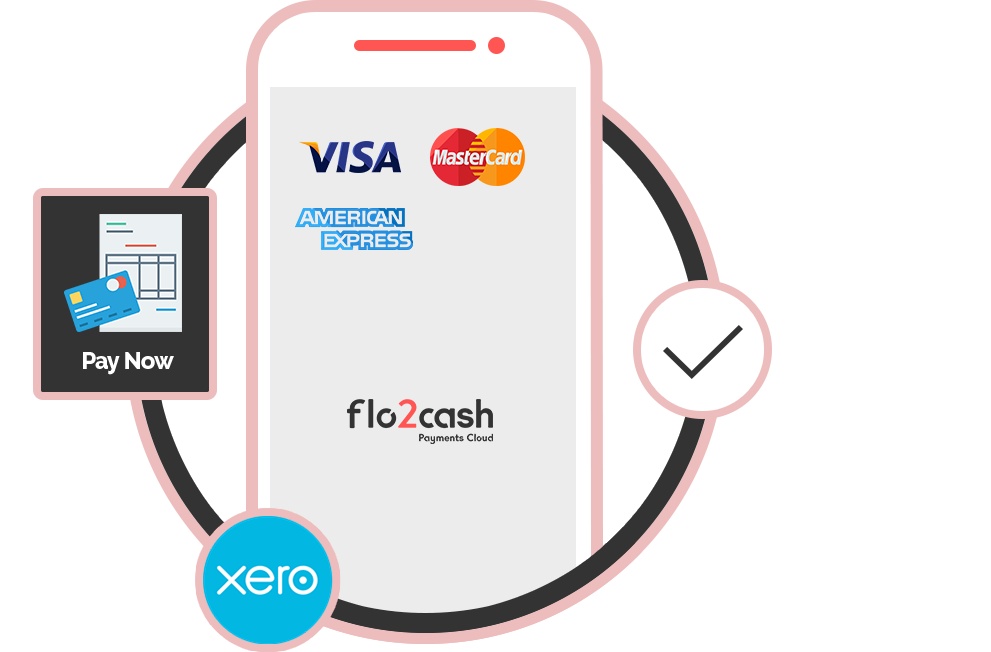 VISA
MasterCard
AMERICAN
EXPRESS
Pay Now
flo2cash
Payments Cloud
xero